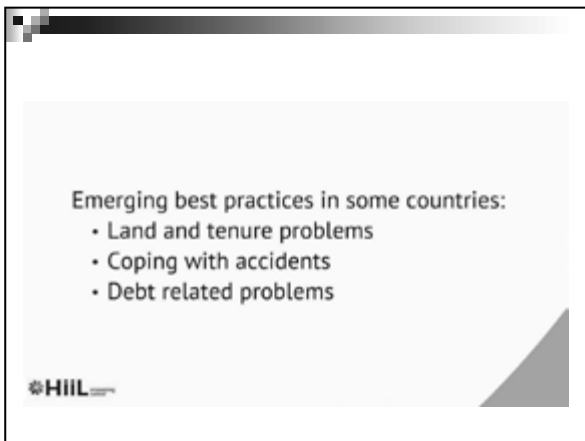 Emerging best practices in some countries:
• Land and tenure problems
• Coping with accidents
• Debt related problems
HiiL